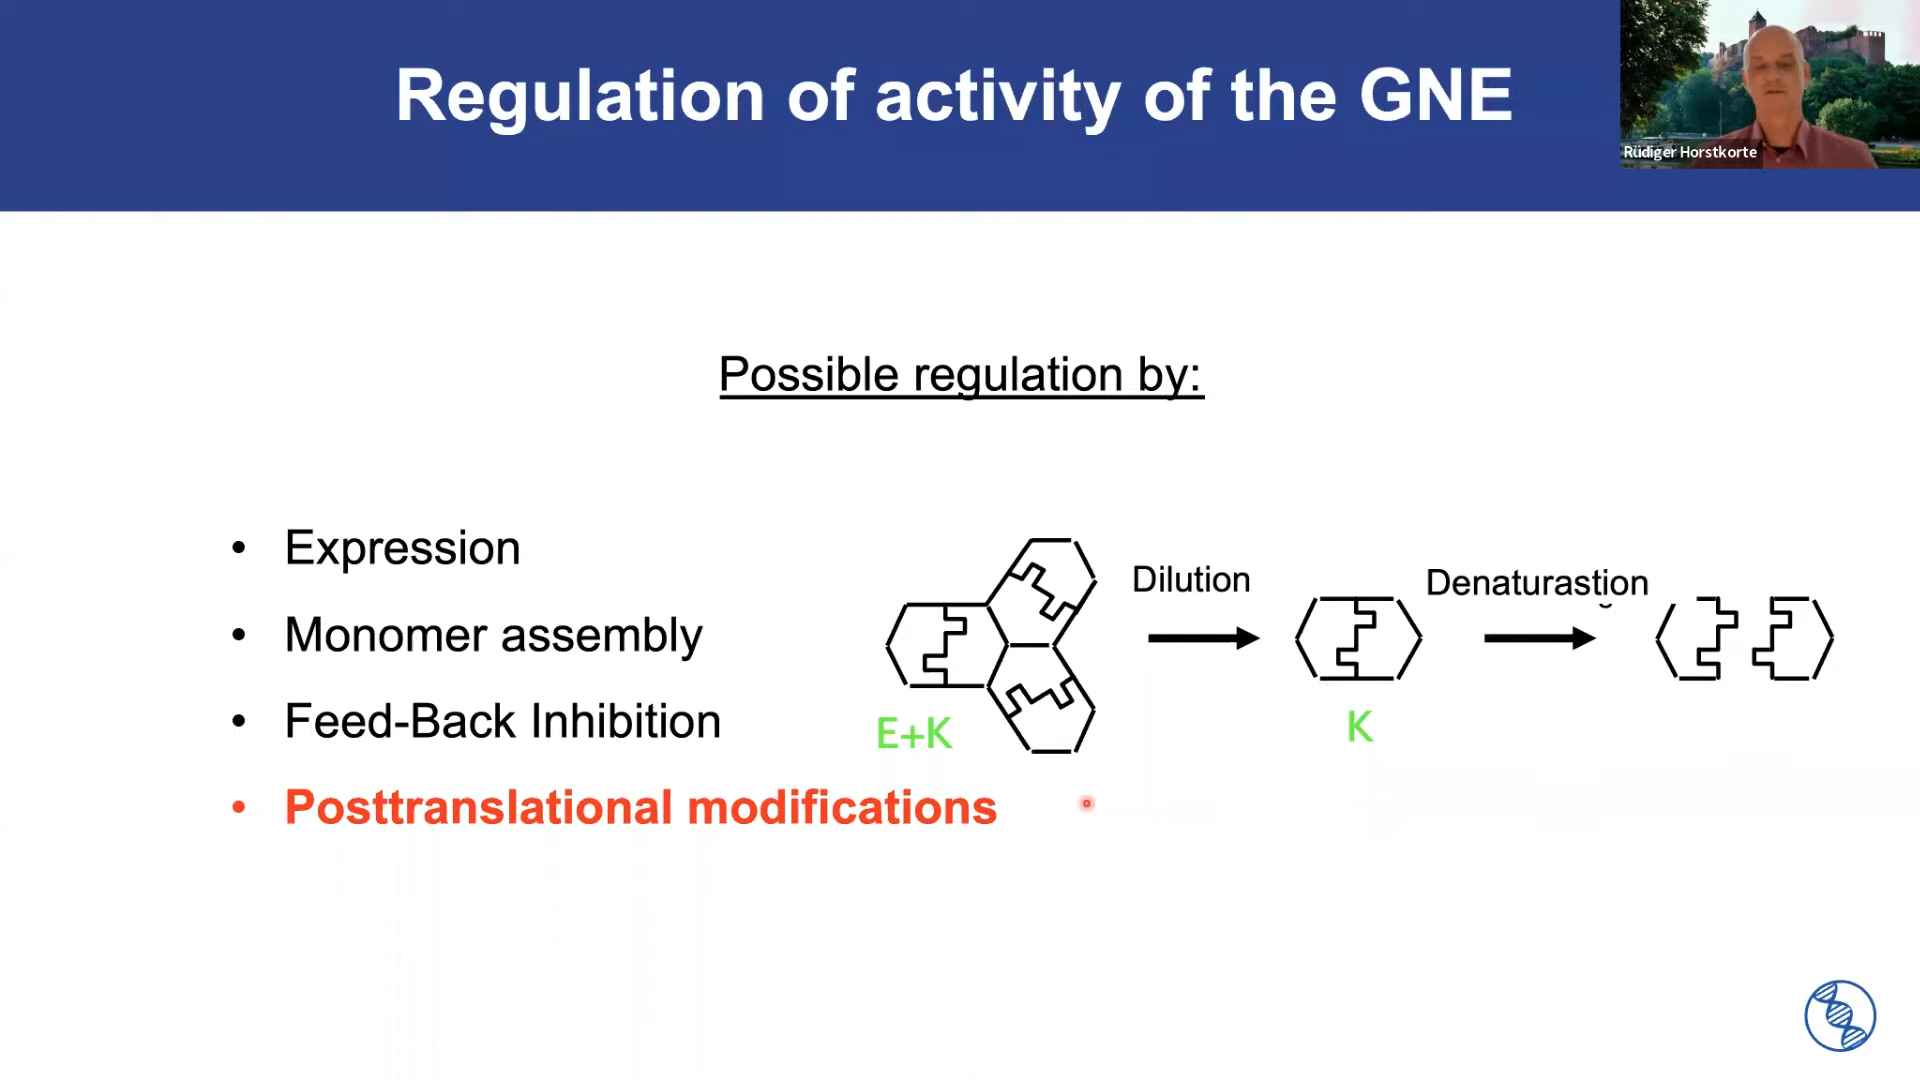 Regulation of activity of the GNE
Rüdiger Horstkorte
Possible regulation by:
• Expression
• Monomer assembly
• Feed-Back Inhibition
• Posttranslational modifications
Dilution
Denaturastion
E+K
K